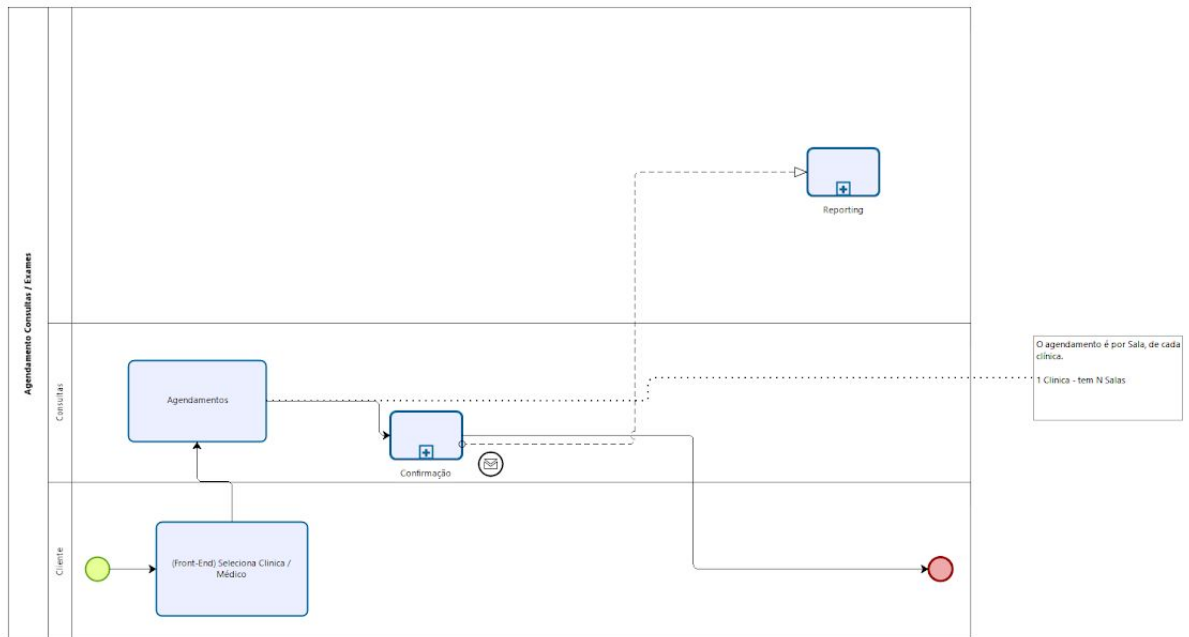 Agendamento Consultas / Exames
Reporting
Consultas
Agendamentos
Confirmação
O agendamento é por Sala, de cada
clínica.
1 Clinica - tem N Salas
Cliente
(Front-End) Seleciona Clinica /
Médico